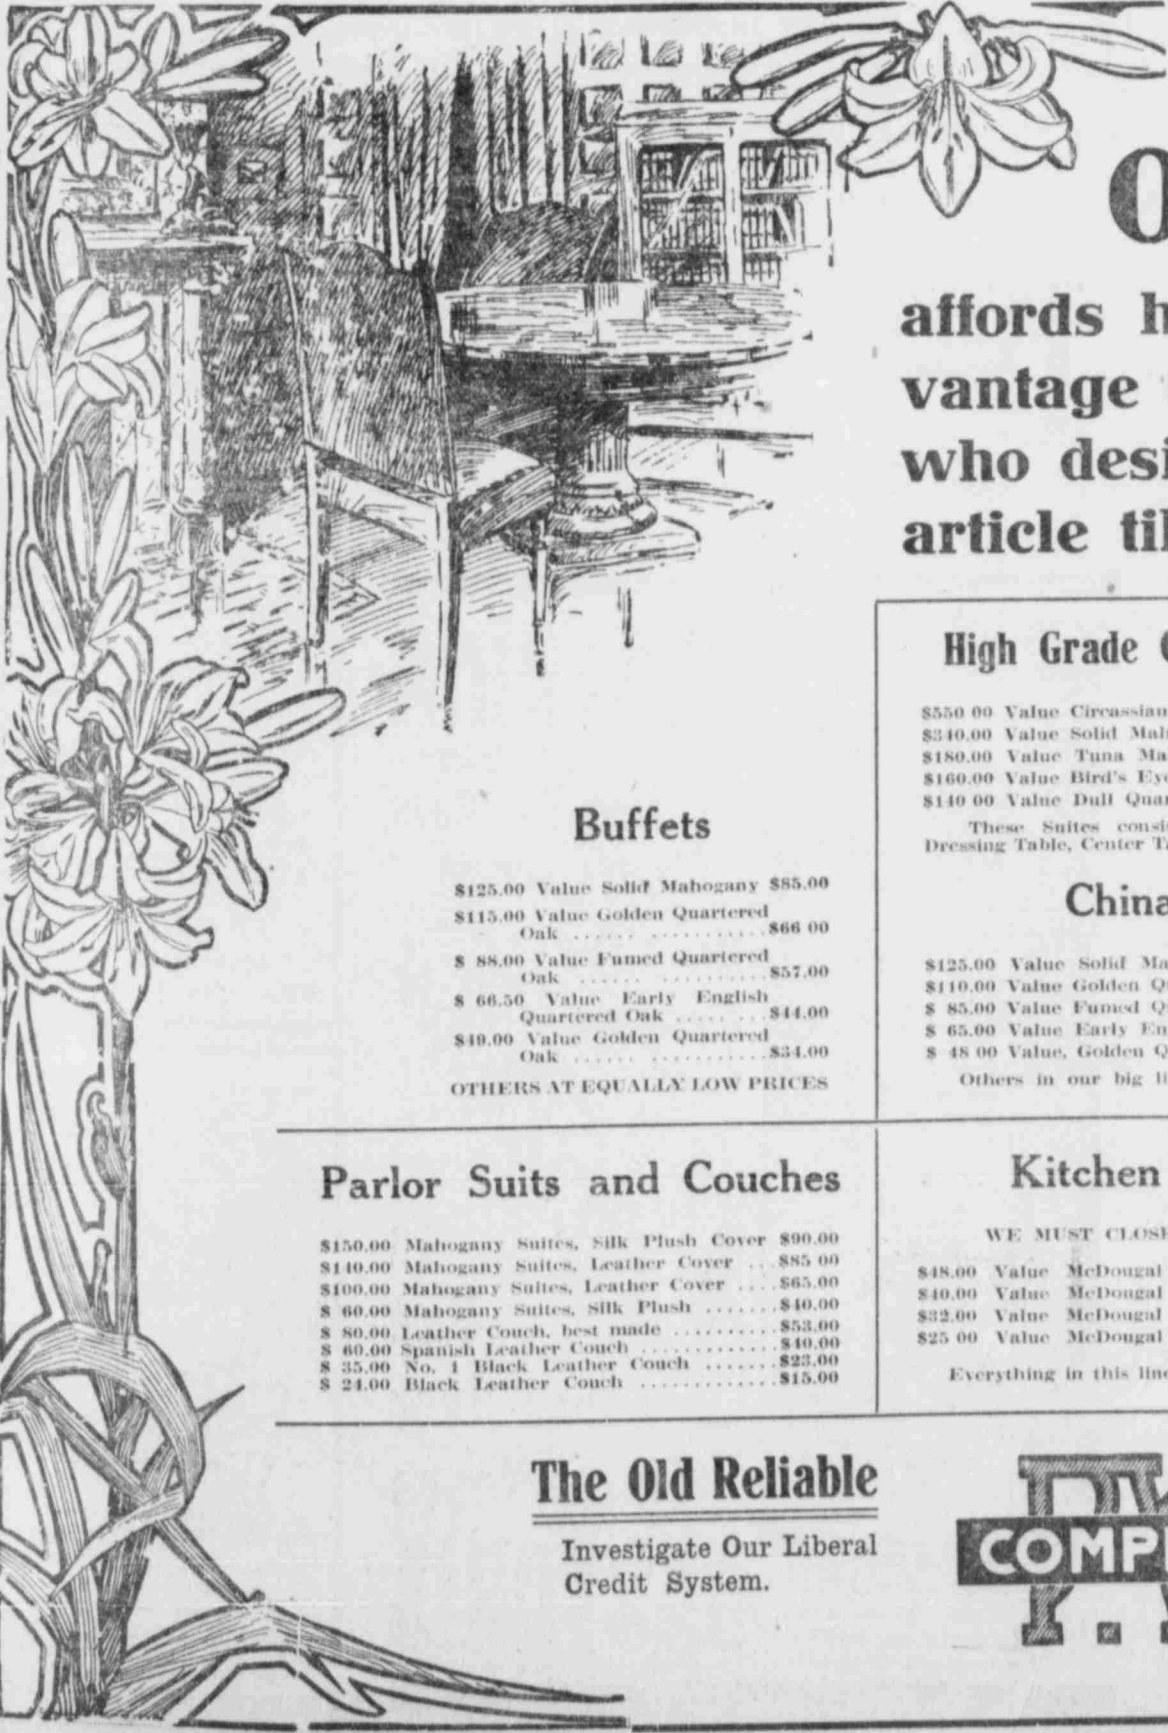 affords
vantage
who
article
High Grade
$550 00 Value Circassian
$340.00 Value Solid
$180.00 Value Tuna
$160.00 Value Bird's
$140 00 Value Dull
These Suites
Dressing Table, Center
Buffets
$125.00 Value Solid Mahogany $85.00
$115.00 Value Golden Quartered
Oak ...... ...........$66 00
$ 88.00 Value Fumed Quartered
Oak ...... ...........$57.00
$ 66.50 Value Early English
Quartered Oak ..... ...$44.00
$49.00 Value Golden Quartered
Oak ...... ...........$34.00
OTHERS AT EQUALLY LOW PRICES
China
$125.00 Value Solid
$110.00 Value Golden
$ 85.00 Value Fumed
$ 65.00 Value Early
$ 48 00 Value, Golden
Others in our big
Parlor Suits and Couches
$150.00 Mahogany Suites, Silk Plush Cover $90.00
$140.00 Mahogany Suites, Leather Cover ...$85 00
$100.00 Mahogany Suites, Leather Cover ....$65.00
$ 60.00 Mahogany Suites, Silk Plush .......$40.00
$ 80.00 Leather Couch, best made ..........$53.00
$ 60.00 Spanish Leather Couch .............$40.00
$ 35.00 No. 1 Black Leather Couch .......$23.00
$ 24.00 Black Leather Couch .............$15.00
Kitchen
WE MUST
$48.00 Value McDougal
$40.00 Value McDougal
$32.00 Value McDougal
$25 00 Value McDougal
Everything in this
The Old Reliable
Investigate Our Liberal
Credit System.
COMP